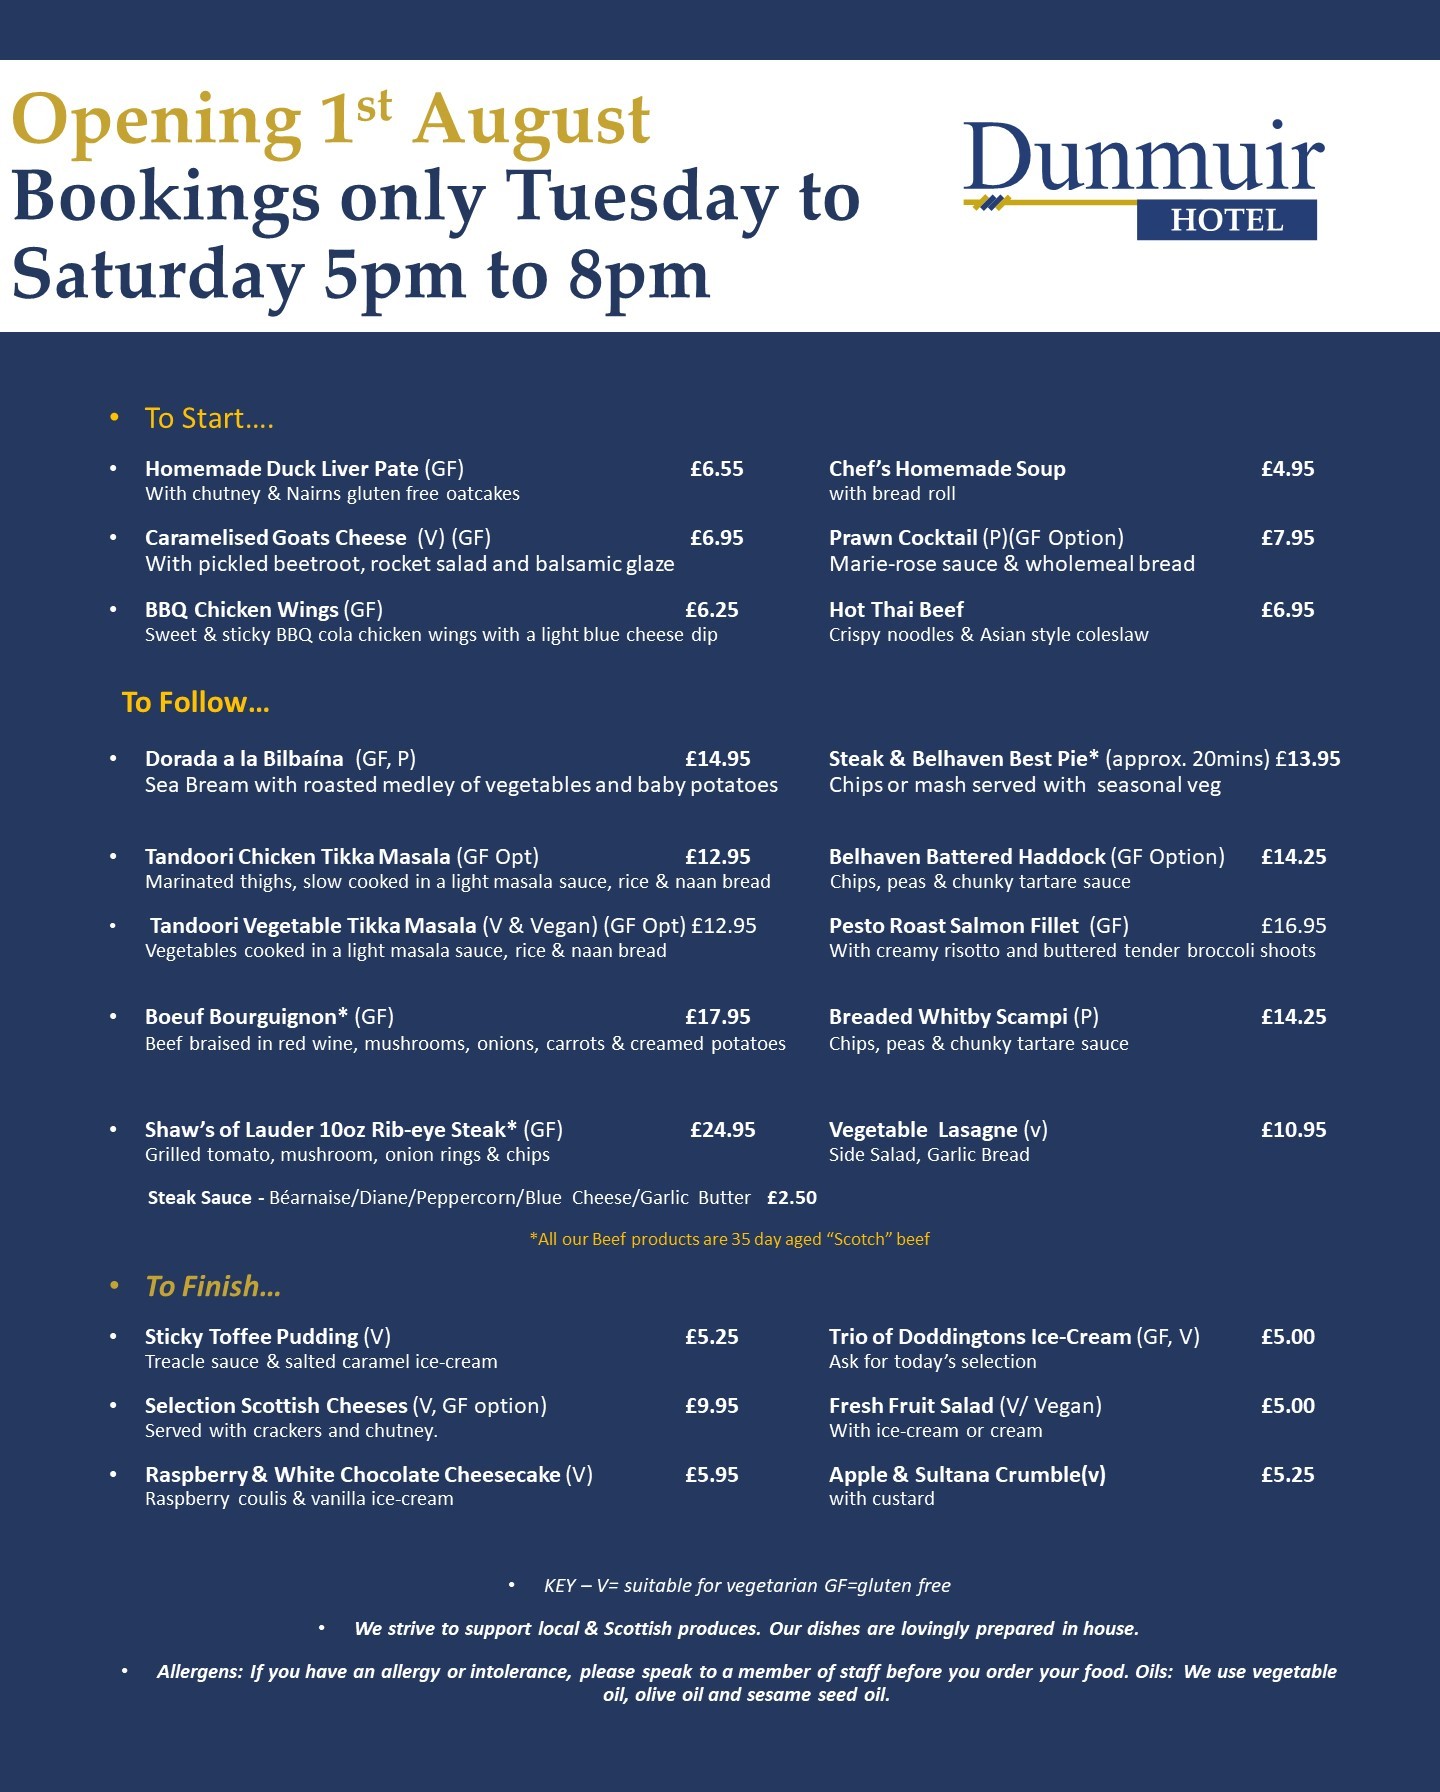 Opening 1st August
Bookings only Tuesday to
Saturday 5pm to 8pm
Dunmuir
HOTEL
• To Start....
• Homemade Duck Liver Pate (GF) £6.55 Chef’s Homemade Soup £4.95
With chutney & Nairns gluten free oatcakes with bread roll
• Caramelised Goats Cheese (V) (GF) £6.95 Prawn Cocktail (P)(GF Option) £7.95
With pickled beetroot, rocket salad and balsamic glaze Marie-rose sauce & wholemeal bread
• BBQ Chicken Wings (GF) £6.25 Hot Thai Beef £6.95
Sweet & sticky BBQ cola chicken wings with a light blue cheese dip Crispy noodles & Asian style coleslaw
To Follow...
• Dorada a la Bilbaína (GF, P) £14.95 Steak & Belhaven Best Pie* (approx. 20mins) £13.95
Sea Bream with roasted medley of vegetables and baby potatoes Chips or mash served with seasonal veg
• Tandoori Chicken Tikka Masala (GF Opt) £12.95 Belhaven Battered Haddock (GF Option) £14.25
Marinated thighs, slow cooked in a light masala sauce, rice & naan bread Chips, peas & chunky tartare sauce
• Tandoori Vegetable Tikka Masala (V & Vegan) (GF Opt) £12.95 Pesto Roast Salmon Fillet (GF) £16.95
Vegetables cooked in a light masala sauce, rice & naan bread With creamy risotto and buttered tender broccoli shoots
• Boeuf Bourguignon* (GF) £17.95 Breaded Whitby Scampi (P) £14.25
Beef braised in red wine, mushrooms, onions, carrots & creamed potatoes Chips, peas & chunky tartare sauce
• Shaw’s of Lauder 10oz Rib-eye Steak* (GF) £24.95 Vegetable Lasagne (v) £10.95
Grilled tomato, mushroom, onion rings & chips Side Salad, Garlic Bread
Steak Sauce - Béarnaise/Diane/Peppercorn/Blue Cheese/Garlic Butter £2.50
*All our Beef products are 35 day aged “Scotch” beef
• To Finish...
• Sticky Toffee Pudding (V) £5.25 Trio of Doddingtons Ice-Cream (GF, V) £5.00
Treacle sauce & salted caramel ice-cream Ask for today’s selection
• Selection Scottish Cheeses (V, GF option) £9.95 Fresh Fruit Salad (V/ Vegan) £5.00
Served with crackers and chutney. With ice-cream or cream
• Raspberry & White Chocolate Cheesecake (V) £5.95 Apple & Sultana Crumble(v) £5.25
Raspberry coulis & vanilla ice-cream with custard
• KEY – V= suitable for vegetarian GF=gluten free
• We strive to support local & Scottish produces. Our dishes are lovingly prepared in house.
• Allergens: If you have an allergy or intolerance, please speak to a member of staff before you order your food. Oils: We use vegetable
oil, olive oil and sesame seed oil.